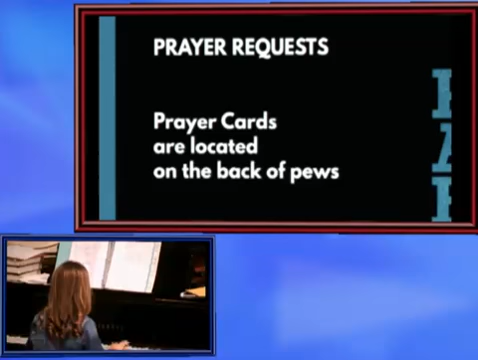 PRAYER REQUESTS
Prayer Cards
are located
on the back of pews